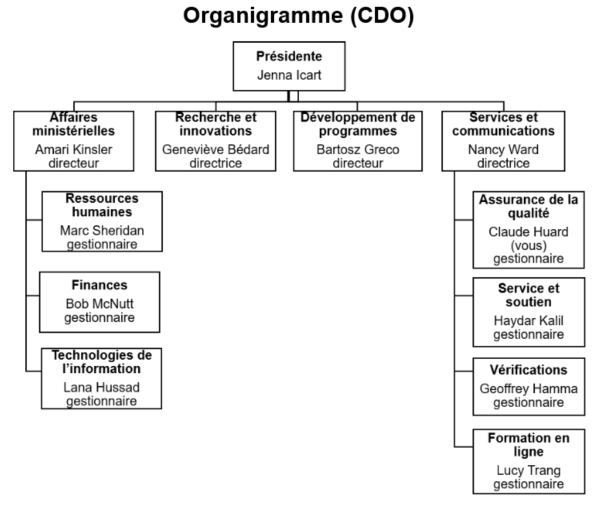 Organigramme (CDO)
Présidente
Jenna Icart
Affaires
ministérielles
Amari Kinsler
directeur
Recherche et
innovations
Geneviève Bédard
directrice
Développement de
programmes
Bartosz Greco
directeur
Services et
communications
Nancy Ward
directrice
Ressources
humaines
Marc Sheridan
gestionnaire
Finances
Bob McNutt
gestionnaire
Technologies de
l'information
Lana Hussad
gestionnaire
Assurance de la
qualité
Claude Huard
(vous)
gestionnaire
Service et
soutien
Haydar Kalil
gestionnaire
Vérifications
Geoffrey Hamma
gestionnaire
Formation en
ligne
Lucy Trang
gestionnaire